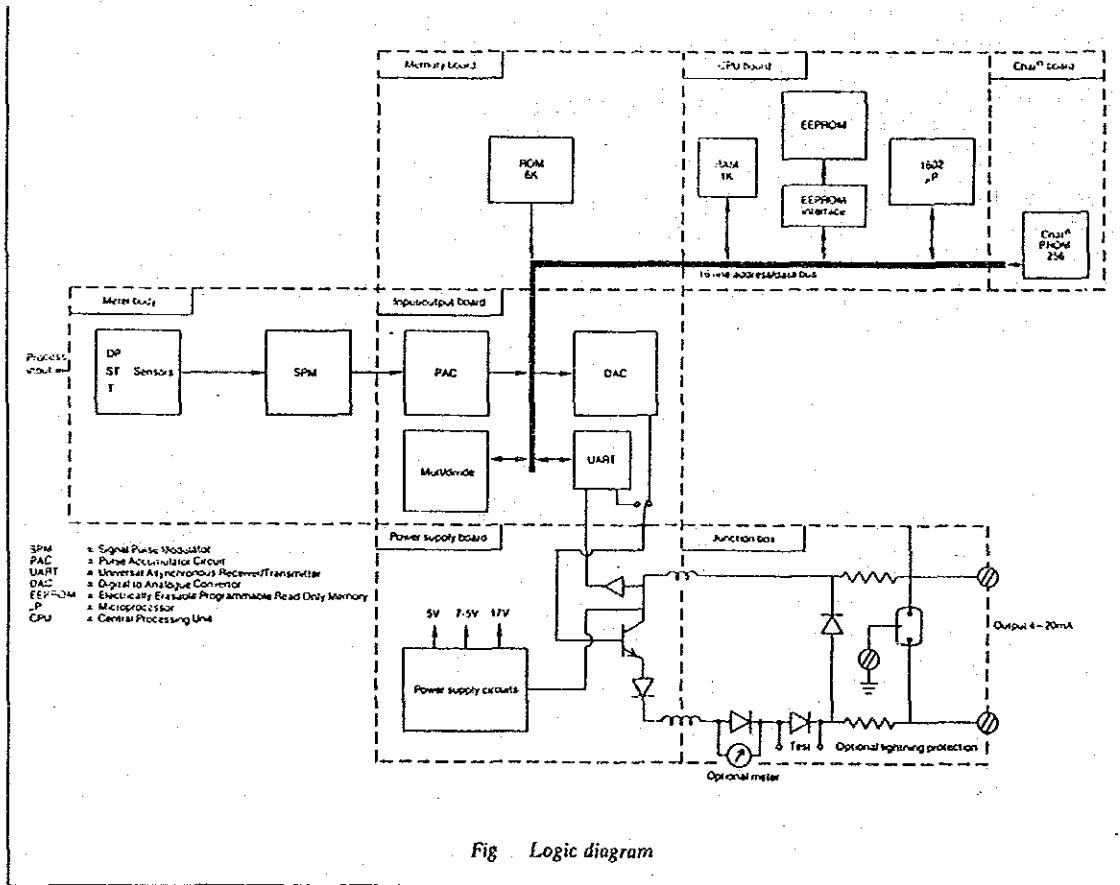 Memory board
CPU board
Charⁿ board
EEPROM
ROM
6K
RAM
1K
1802
μP
EEPROM
interface
Charⁿ
PROM
256
16 line address/data bus
Meter body
Input/output board
Process
input
DP
ST Sensors
T
SPM
PAC
DAC
Mult/divide
UART
Power supply board
Junction box
SPM = Signal Pulse Modulator
PAC = Pulse Accumulator Circuit
UART = Universal Asynchronous Receiver/Transmitter
DAC = Digital to Analogue Convertor
EEPROM = Electrically Erasable Programmable Read Only Memory
μP = Microprocessor
CPU = Central Processing Unit
5V 7·5V 17V
Output 4–20mA
Power supply circuits
Test
Optional lightning protection
Optional meter
Fig Logic diagram